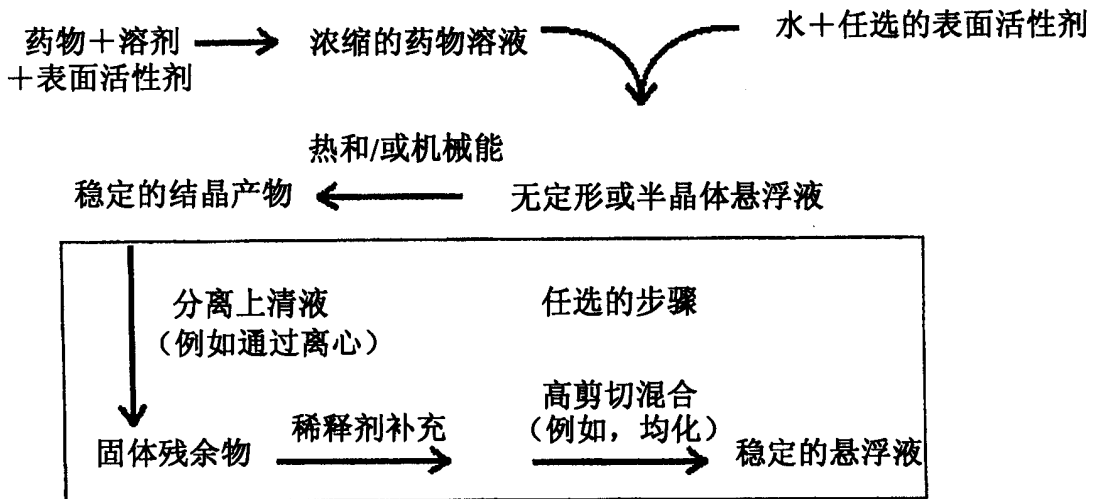 药物＋溶剂
＋表面活性剂
浓缩的药物溶液
水＋任选的表面活性剂
热和/或机械能
稳定的结晶产物
无定形或半晶体悬浮液
分离上清液
（例如通过离心）
任选的步骤
固体残余物
稀释剂补充
高剪切混合
（例如，均化）
稳定的悬浮液